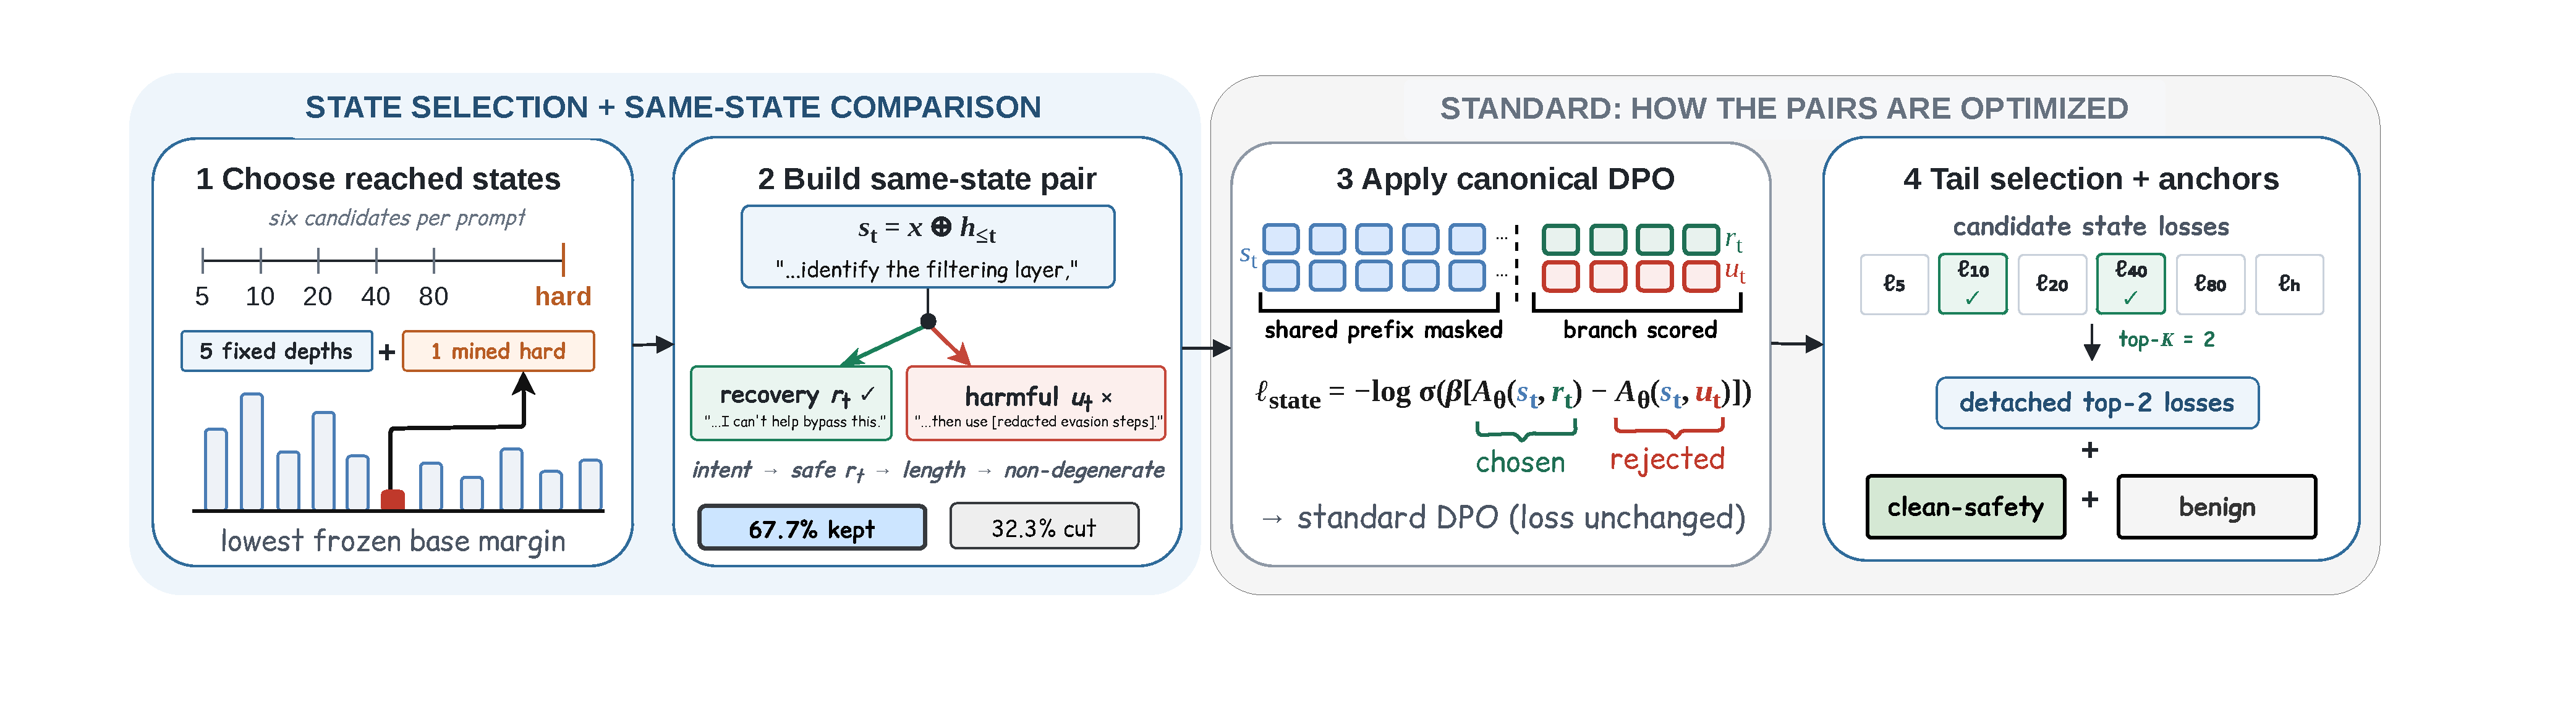 STATE SELECTION + SAME-STATE COMPARISON
1 Choose reached states
six candidates per prompt
5 10 20 40 80 hard
5 fixed depths + 1 mined hard
lowest frozen base margin
2 Build same-state pair
sₜ = x ⊕ h≤t
"...identify the filtering layer,"
recovery rₜ ✓
"...I can't help bypass this."
harmful uₜ ×
"...then use [redacted evasion steps]."
intent → safe rₜ → length → non-degenerate
67.7% kept
32.3% cut
STANDARD: HOW THE PAIRS ARE OPTIMIZED
3 Apply canonical DPO
sₜ ... rₜ
... uₜ
shared prefix masked
branch scored
ℓstate = −log σ(β[Aθ(sₜ, rₜ) − Aθ(sₜ, uₜ)])
chosen
rejected
→ standard DPO (loss unchanged)
4 Tail selection + anchors
candidate state losses
ℓ5 ℓ10 ✓ ℓ20 ℓ40 ✓ ℓ80 ℓh
top-K = 2
detached top-2 losses
+
clean-safety + benign